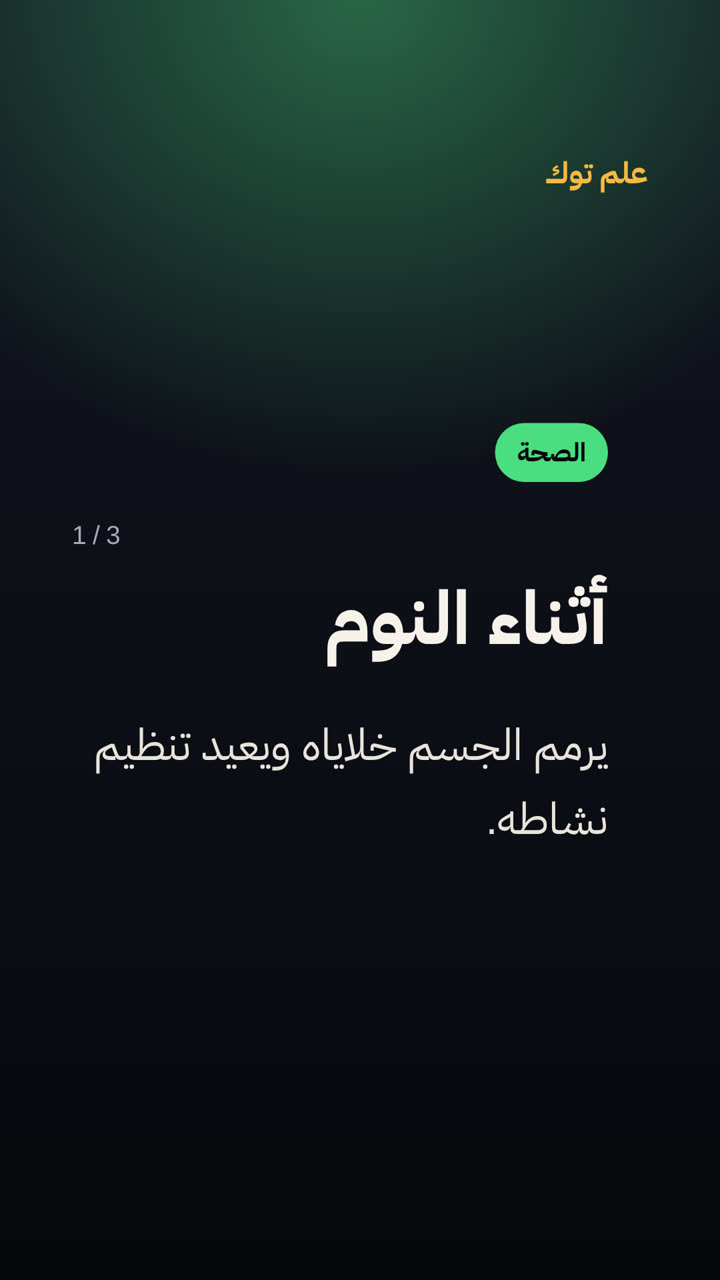 علم توك
الصحة
1 / 3
أثناء النوم
يرمم الجسم خلاياه ويعيد تنظيم
نشاطه.